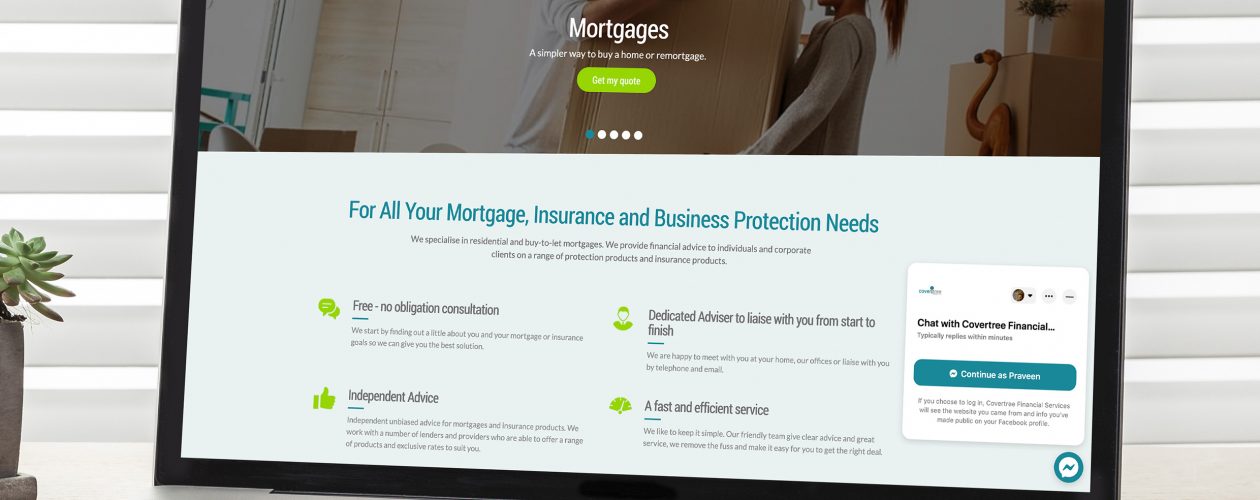 Mortgages
A simpler way to buy a home or remortgage.
Get my quote
For All Your Mortgage, Insurance and Business Protection Needs
We specialise in residential and buy-to-let mortgages. We provide financial advice to individuals and corporate
clients on a range of protection products and insurance products.
Free - no obligation consultation
We start by finding out a little about you and your mortgage or insurance
goals so we can give you the best solution.
Dedicated Adviser to liaise with you from start to
finish
We are happy to meet with you at your home, our offices or liaise with you
by telephone and email.
Independent Advice
Independent unbiased advice for mortgages and insurance products. We
work with a number of lenders and providers who are able to offer a range
of products and exclusive rates to suit you.
A fast and efficient service
We like to keep it simple. Our friendly team give clear advice and great
service, we remove the fuss and make it easy for you to get the right deal.
covertree
Chat with Covertree Financial...
Typically replies within minutes
Continue as Praveen
If you choose to log in, Covertree Financial Services
will see the website you came from and info you've
made public on your Facebook profile.